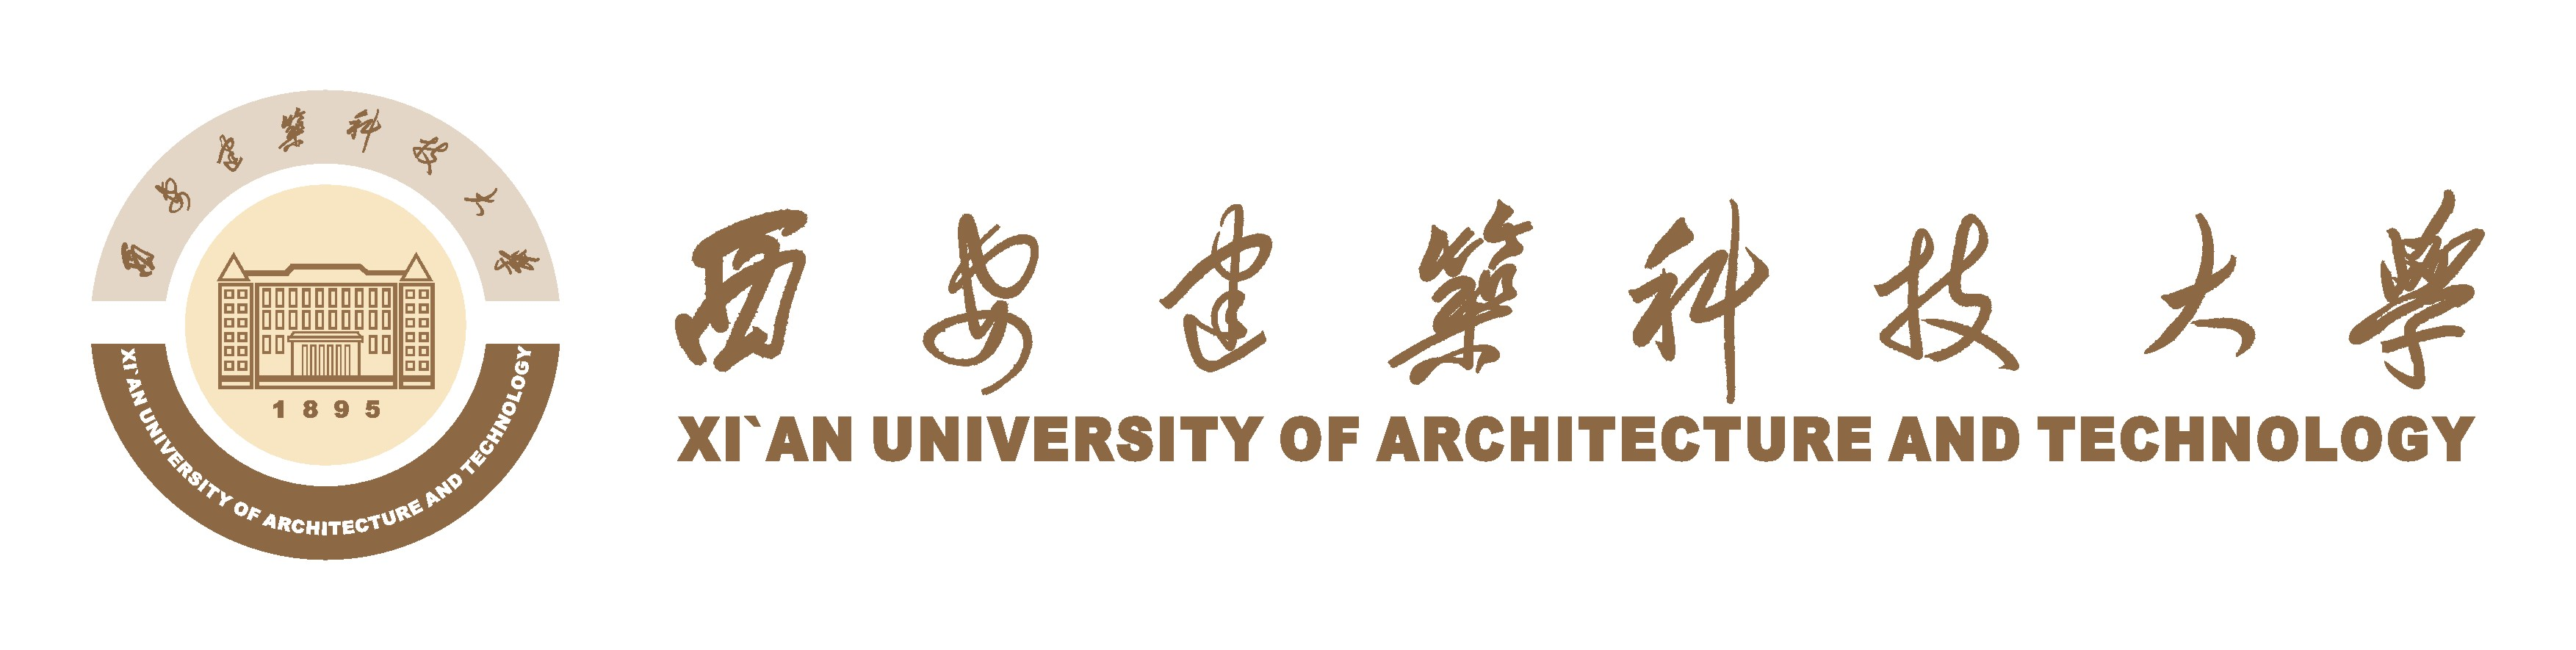 西安建築科技大學
XI`AN UNIVERSITY OF ARCHITECTURE AND TECHNOLOGY
1895
西安建築科技大學
XI`AN UNIVERSITY OF ARCHITECTURE AND TECHNOLOGY